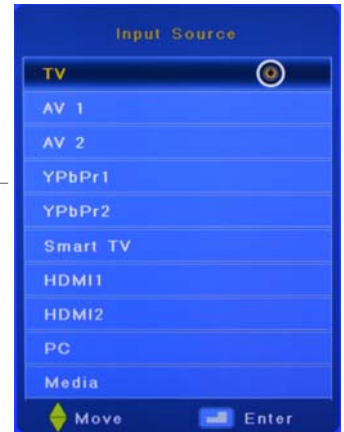 Input Source
TV
AV 1
AV 2
YPbPr1
YPbPr2
Smart TV
HDMI1
HDMI2
PC
Media
Move Enter